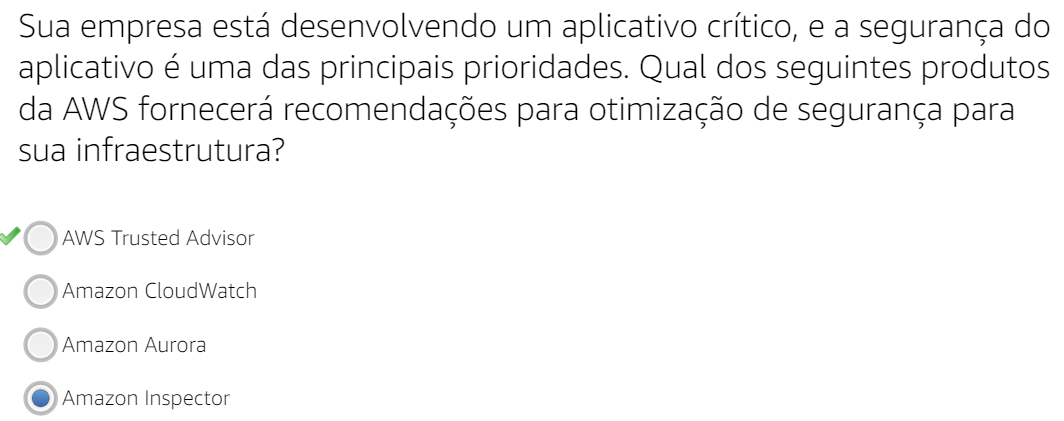 Sua empresa está desenvolvendo um aplicativo crítico, e a segurança do
aplicativo é uma das principais prioridades. Qual dos seguintes produtos
da AWS fornecerá recomendações para otimização de segurança para
sua infraestrutura?
AWS Trusted Advisor
Amazon CloudWatch
Amazon Aurora
Amazon Inspector